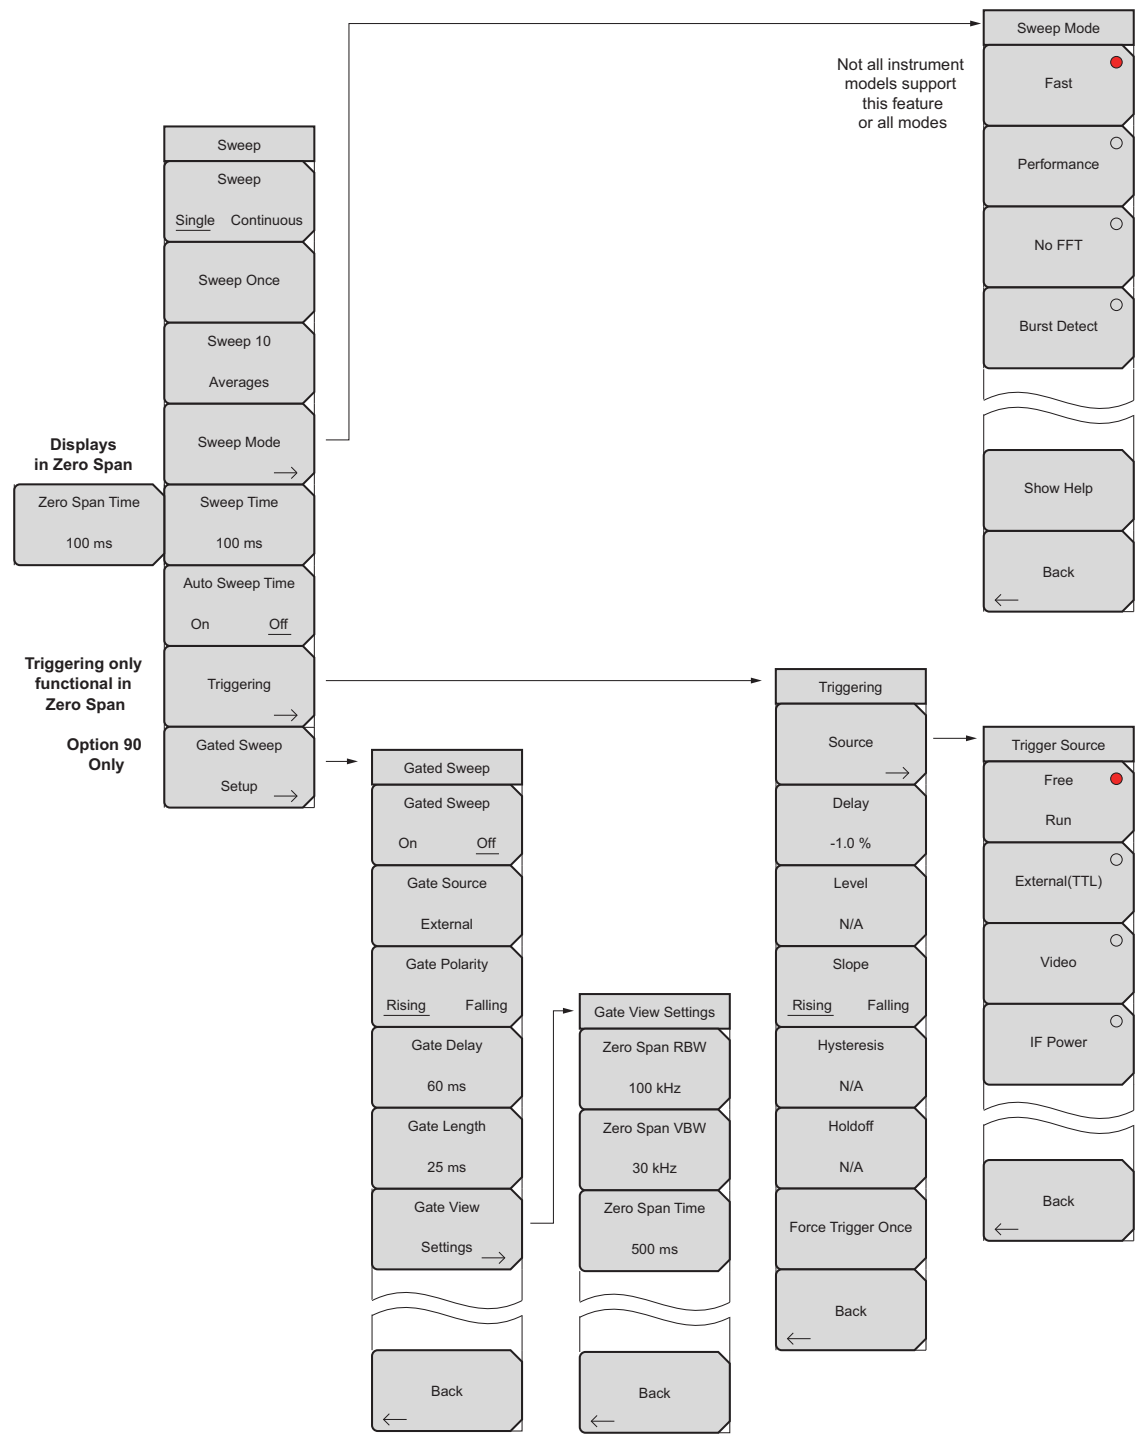 Sweep Mode
Fast
Performance
No FFT
Burst Detect
Show Help
Back
Not all instrument
models support
this feature
or all modes
Sweep
Sweep
Single Continuous
Sweep Once
Sweep 10
Averages
Sweep Mode
Displays
in Zero Span
Zero Span Time
100 ms
Sweep Time
100 ms
Auto Sweep Time
On Off
Triggering only
functional in
Zero Span
Triggering
Option 90
Only
Gated Sweep
Setup
Gated Sweep
Gated Sweep
On Off
Gate Source
External
Gate Polarity
Rising Falling
Gate Delay
60 ms
Gate Length
25 ms
Gate View
Settings
Back
Gate View Settings
Zero Span RBW
100 kHz
Zero Span VBW
30 kHz
Zero Span Time
500 ms
Back
Triggering
Source
Delay
-1.0 %
Level
N/A
Slope
Rising Falling
Hysteresis
N/A
Holdoff
N/A
Force Trigger Once
Back
Trigger Source
Free
Run
External(TTL)
Video
IF Power
Back